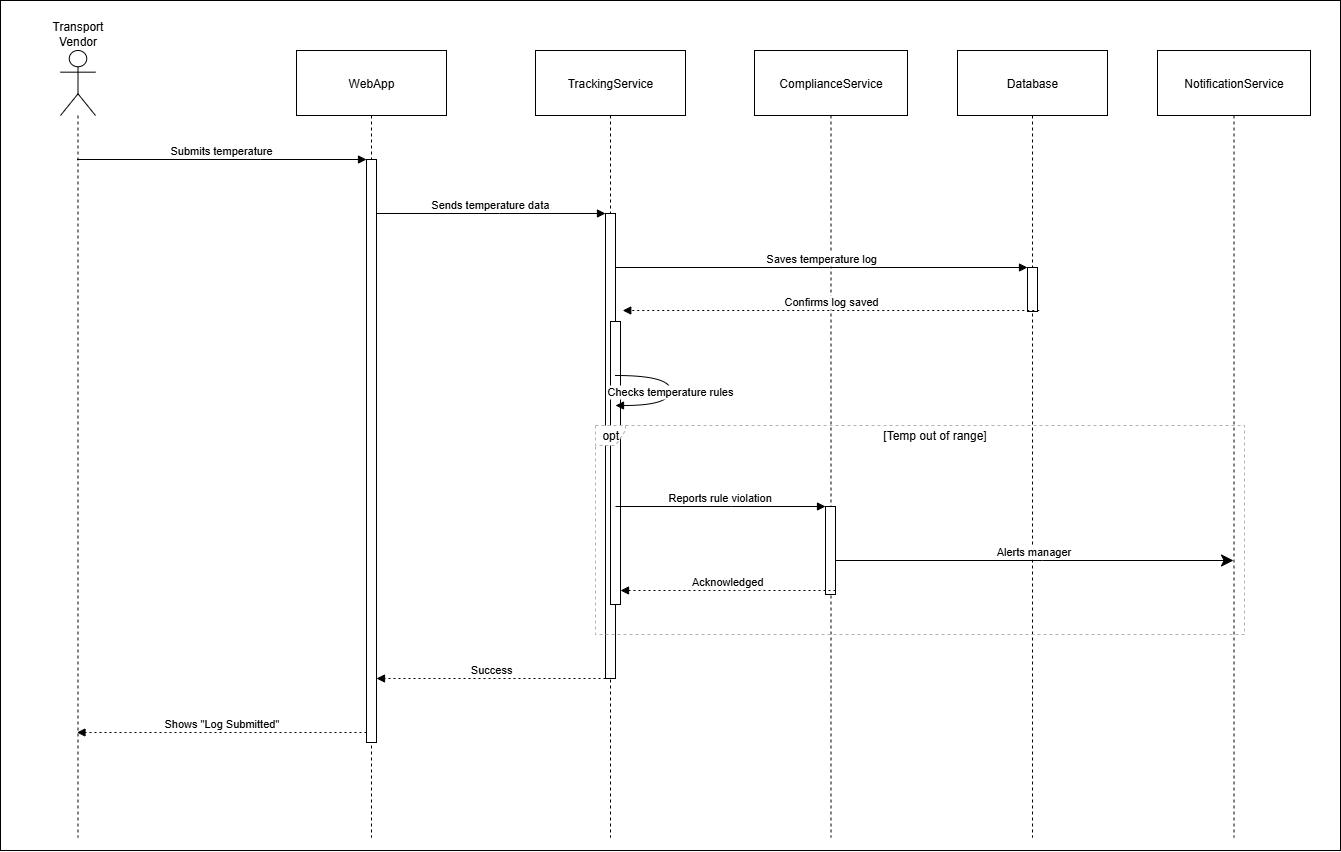 Transport
Vendor
WebApp
TrackingService
ComplianceService
Database
NotificationService
Submits temperature
Sends temperature data
Saves temperature log
Confirms log saved
Checks temperature rules
opt
[Temp out of range]
Reports rule violation
Alerts manager
Acknowledged
Success
Shows "Log Submitted"